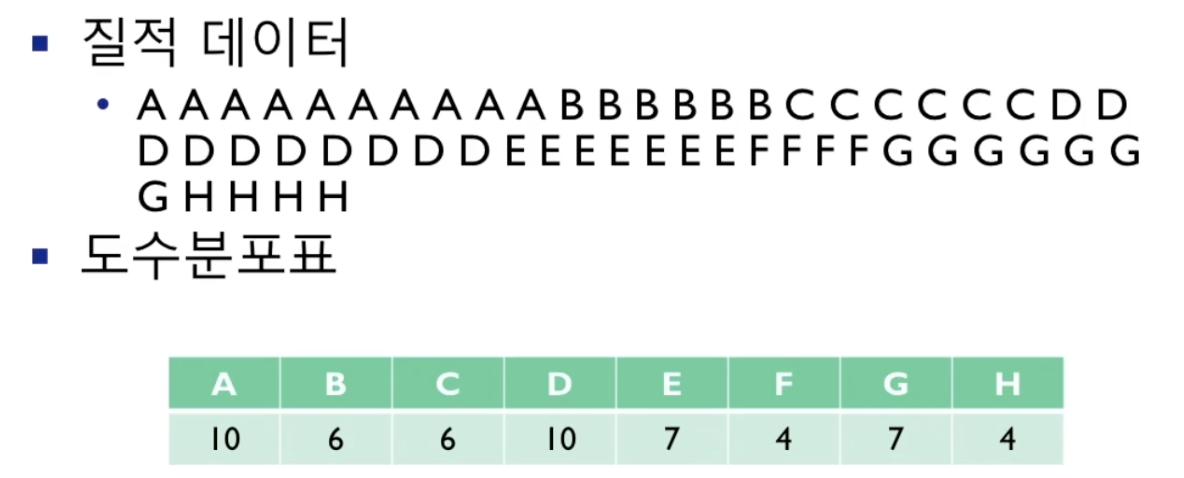 질적 데이터
A A A A A A A A A A B B B B B B C C C C C C D D
D D D D D D D D E E E E E E E F F F F G G G G G G
G H H H H
도수분포표
A B C D E F G H
10 6 6 10 7 4 7 4